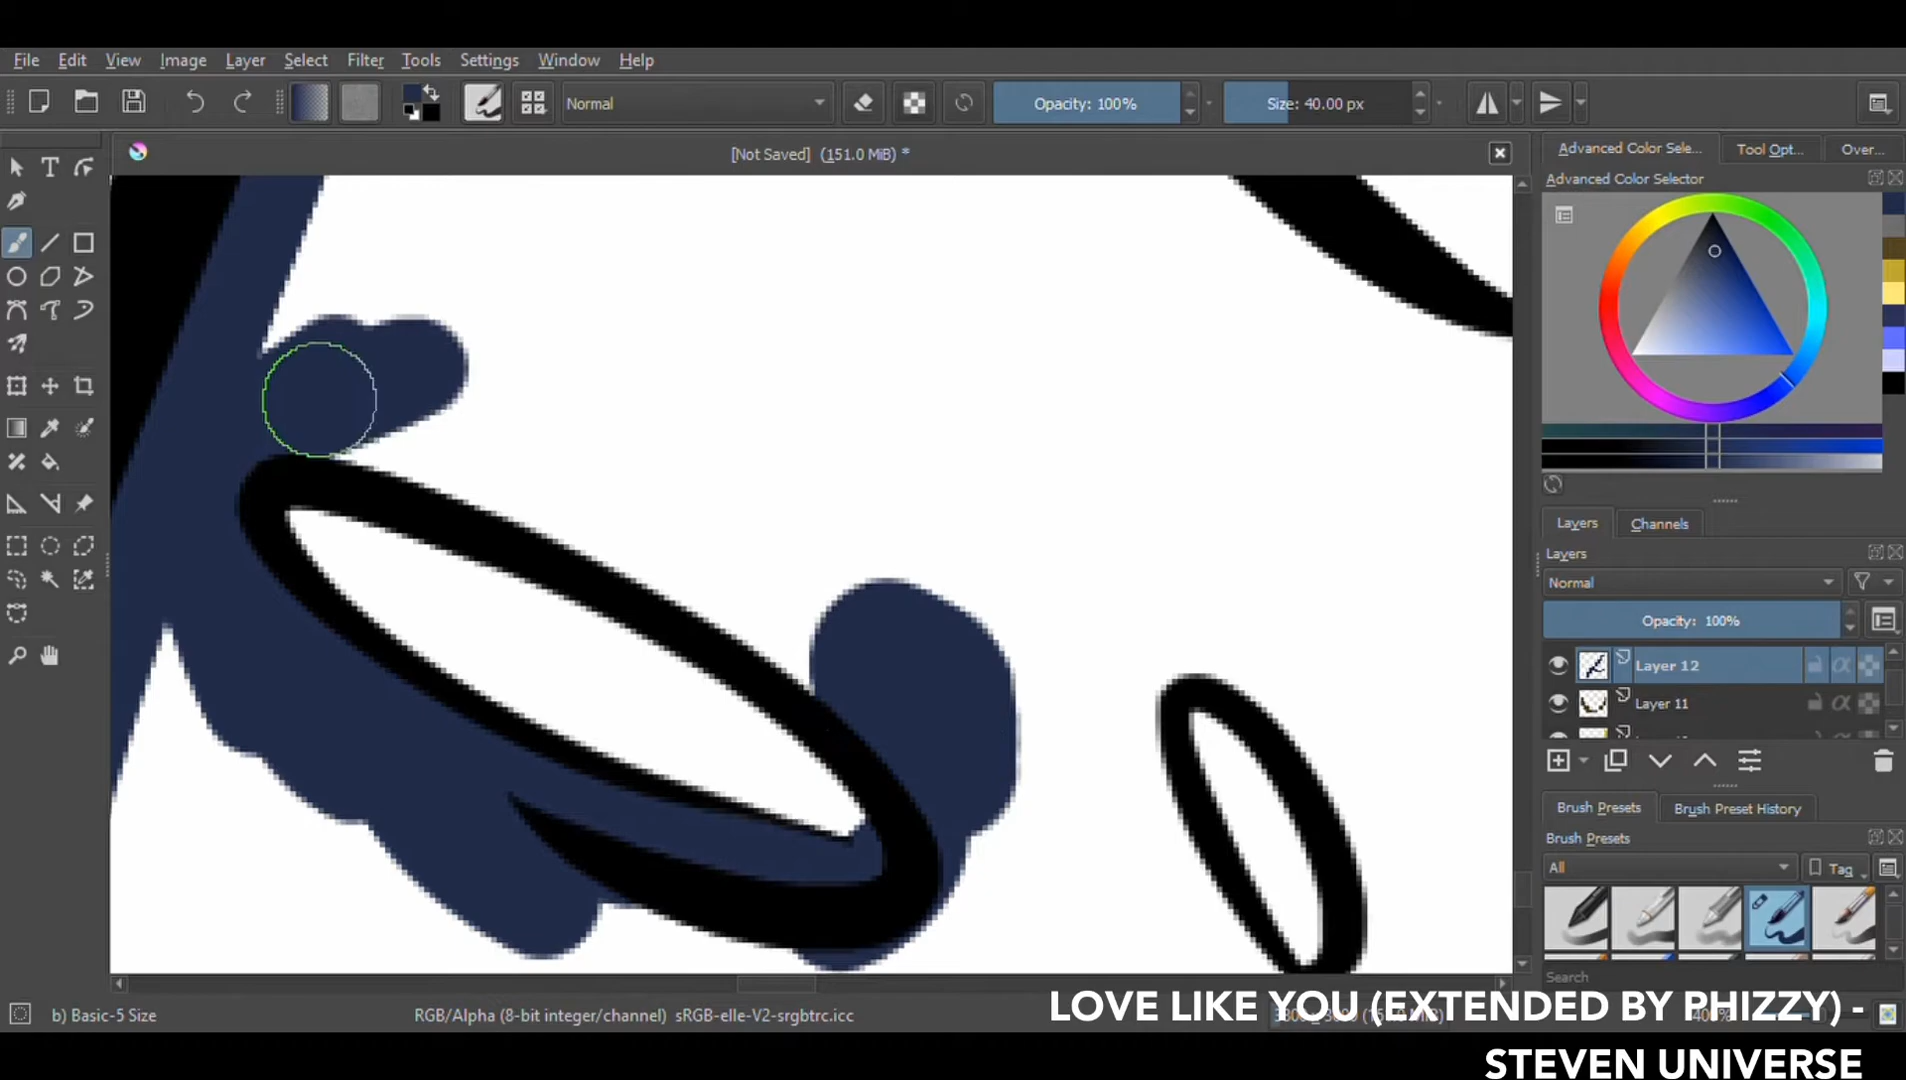 File Edit View Image Layer Select Filter Tools Settings Window Help
Normal Opacity: 100% Size: 40.00 px
[Not Saved] (151.0 MiB) *
Advanced Color Sele... Tool Opt... Over...
Advanced Color Selector
Layers Channels
Layers
Normal
Opacity: 100%
Layer 12
Layer 11
Brush Presets Brush Preset History
Brush Presets
All Tag
Search
b) Basic-5 Size RGB/Alpha (8-bit integer/channel) sRGB-elle-V2-srgbtrc.icc
LOVE LIKE YOU (EXTENDED BY PHIZZY) -
STEVEN UNIVERSE